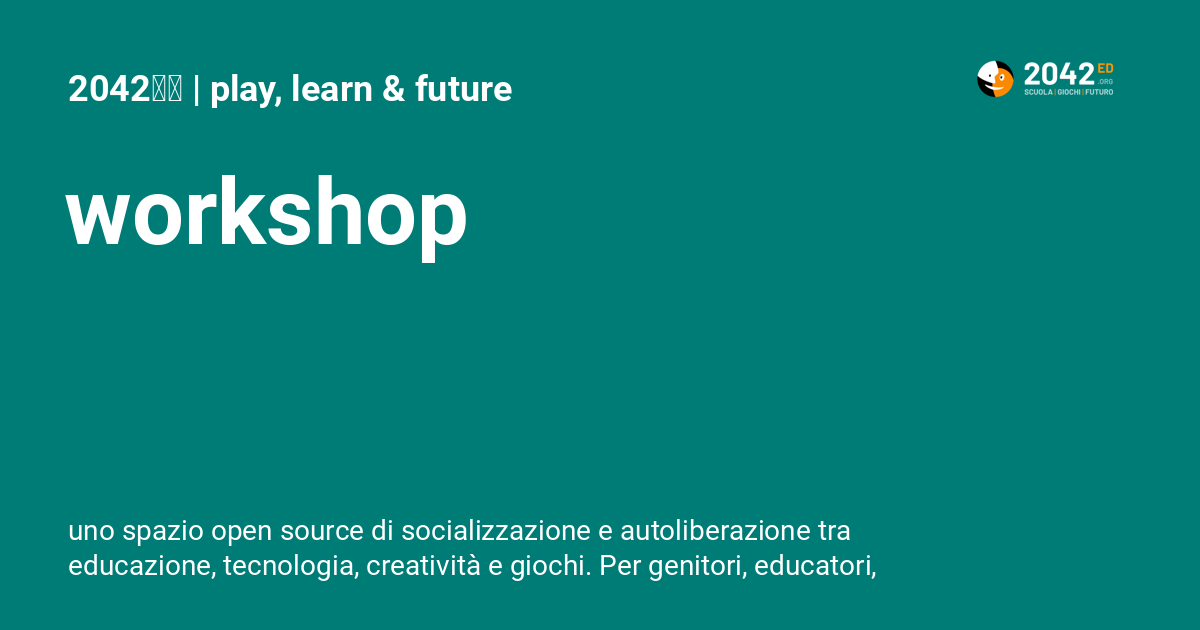 2042 | play, learn & future
2042 ED
.ORG
SCUOLA | GIOCHI | FUTURO
workshop
uno spazio open source di socializzazione e autoliberazione tra
educazione, tecnologia, creatività e giochi. Per genitori, educatori,